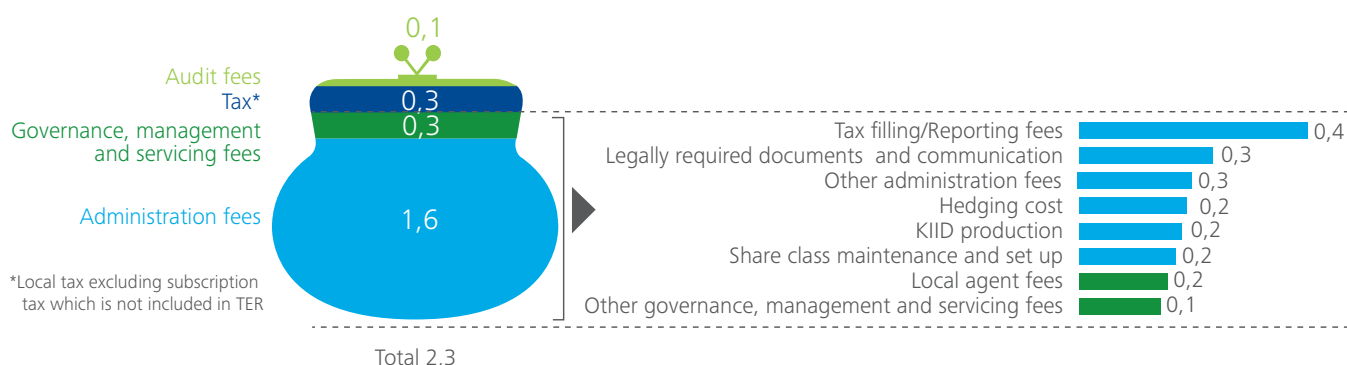 0,1
Audit fees
Tax*
0,3
Governance, management
and servicing fees
0,3
Administration fees
1,6
*Local tax excluding subscription
tax which is not included in TER
Total 2.3
Tax filling/Reporting fees 0,4
Legally required documents and communication 0,3
Other administration fees 0,3
Hedging cost 0,2
KIID production 0,2
Share class maintenance and set up 0,2
Local agent fees 0,2
Other governance, management and servicing fees 0,1